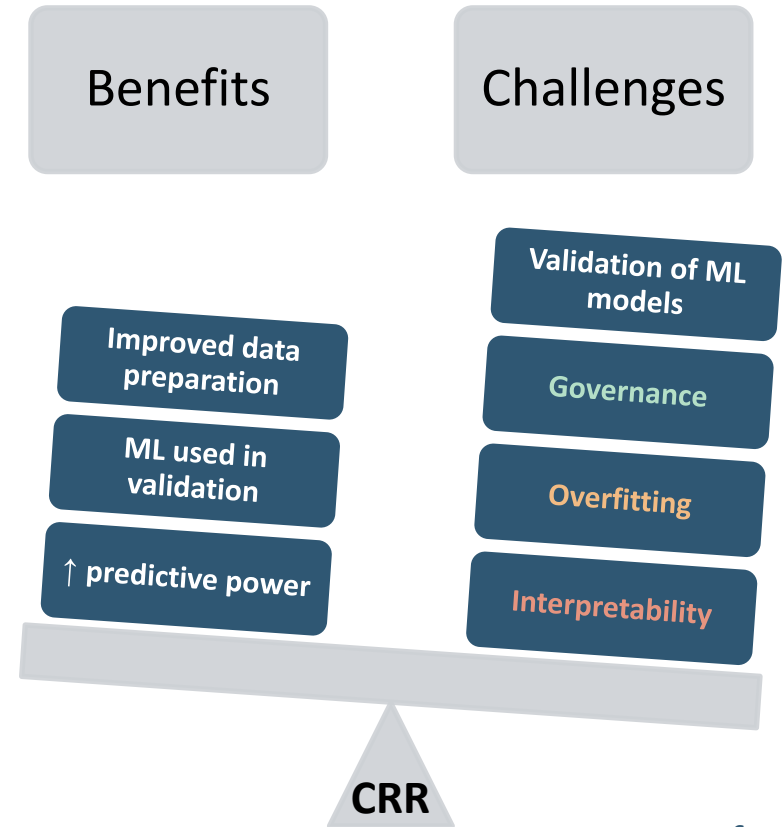 Benefits
Challenges
Improved data
preparation
ML used in
validation
↑ predictive power
Validation of ML
models
Governance
Overfitting
Interpretability
CRR